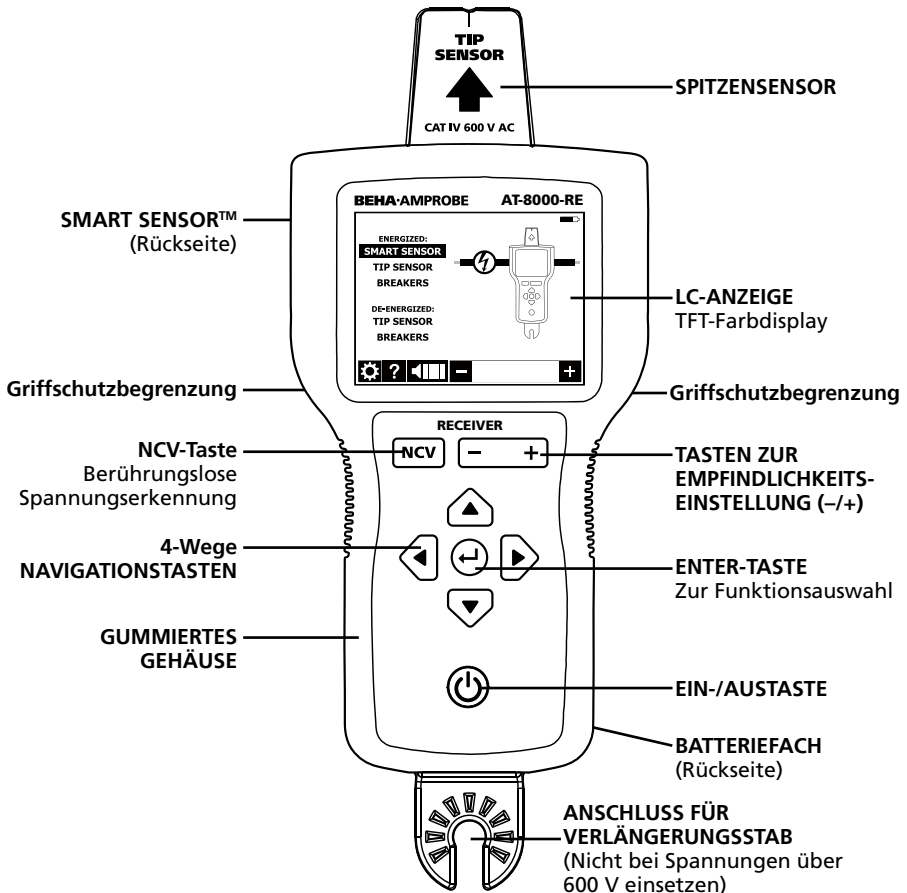 TIP
SENSOR
CAT IV 600 V AC
SPITZENSENSOR
SMART SENSOR™
(Rückseite)
BEHA·AMPROBE AT-8000-RE
ENERGIZED:
SMART SENSOR
TIP SENSOR
BREAKERS
DE-ENERGIZED:
TIP SENSOR
BREAKERS
? − +
LC-ANZEIGE
TFT-Farbdisplay
Griffschutzbegrenzung
Griffschutzbegrenzung
RECEIVER
NCV − +
NCV-Taste
Berührungslose
Spannungserkennung
TASTEN ZUR
EMPFINDLICHKEITS-
EINSTELLUNG (–/+)
4-Wege
NAVIGATIONSTASTEN
ENTER-TASTE
Zur Funktionsauswahl
GUMMIERTES
GEHÄUSE
EIN-/AUSTASTE
BATTERIEFACH
(Rückseite)
ANSCHLUSS FÜR
VERLÄNGERUNGSSTAB
(Nicht bei Spannungen über
600 V einsetzen)